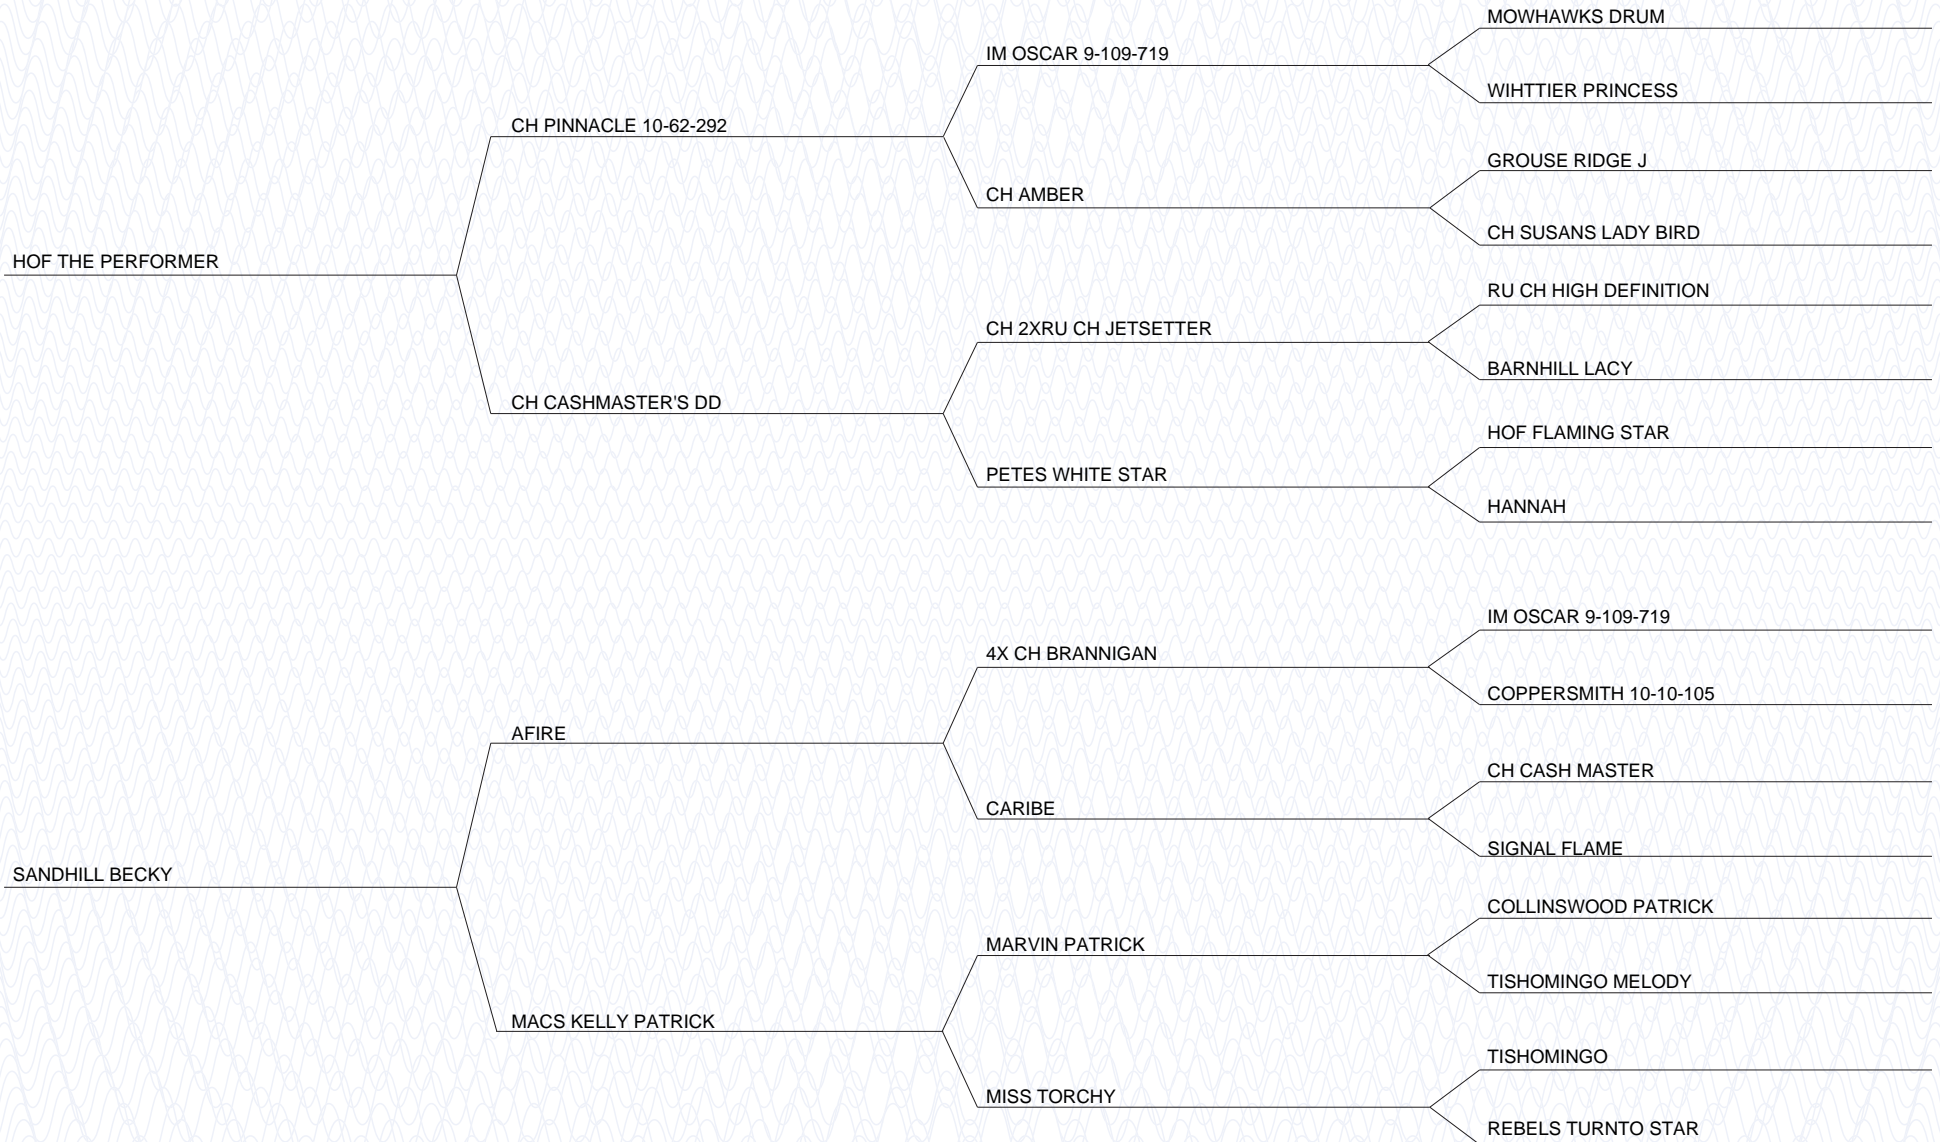 MOWHAWKS DRUM
IM OSCAR 9-109-719
WIHTTIER PRINCESS
CH PINNACLE 10-62-292
GROUSE RIDGE J
CH AMBER
CH SUSANS LADY BIRD
HOF THE PERFORMER
RU CH HIGH DEFINITION
CH 2XRU CH JETSETTER
BARNHILL LACY
CH CASHMASTER'S DD
HOF FLAMING STAR
PETES WHITE STAR
HANNAH
IM OSCAR 9-109-719
4X CH BRANNIGAN
COPPERSMITH 10-10-105
AFIRE
CH CASH MASTER
CARIBE
SIGNAL FLAME
SANDHILL BECKY
COLLINSWOOD PATRICK
MARVIN PATRICK
TISHOMINGO MELODY
MACS KELLY PATRICK
TISHOMINGO
MISS TORCHY
REBELS TURNTO STAR